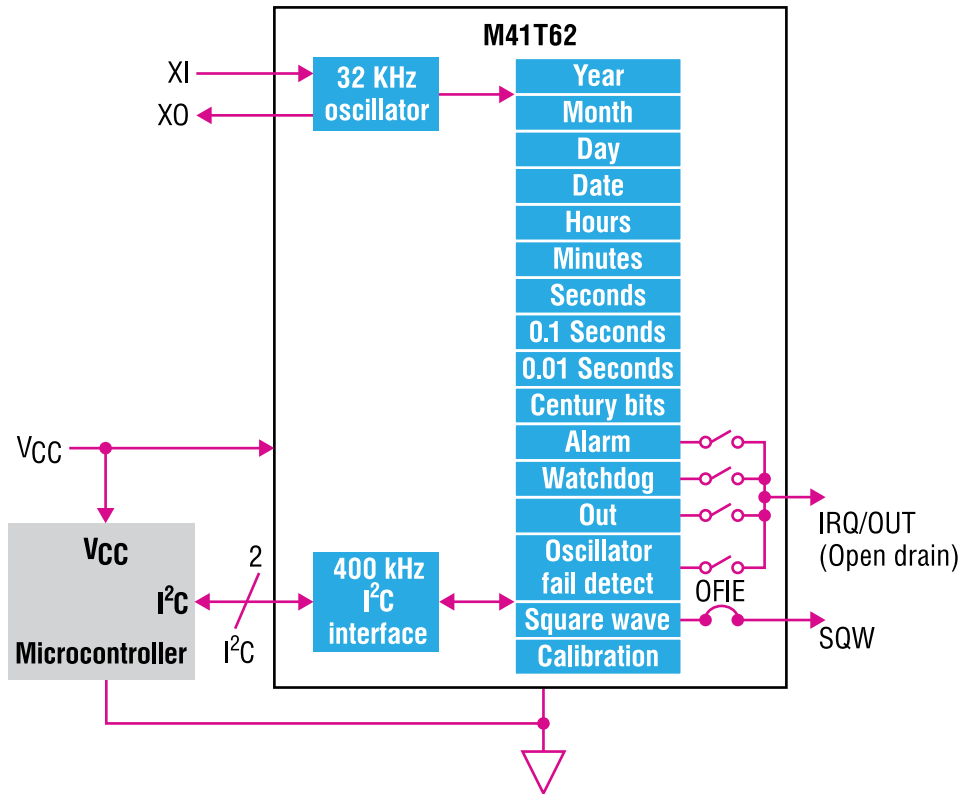 M41T62
XI
XO
32 KHz
oscillator
Year
Month
Day
Date
Hours
Minutes
Seconds
0.1 Seconds
0.01 Seconds
Century bits
Alarm
Watchdog
Out
Oscillator
fail detect
Square wave
Calibration
VCC
VCC
I²C
Microcontroller
2
I²C
400 kHz
I²C
interface
OFIE
IRQ/OUT
(Open drain)
SQW